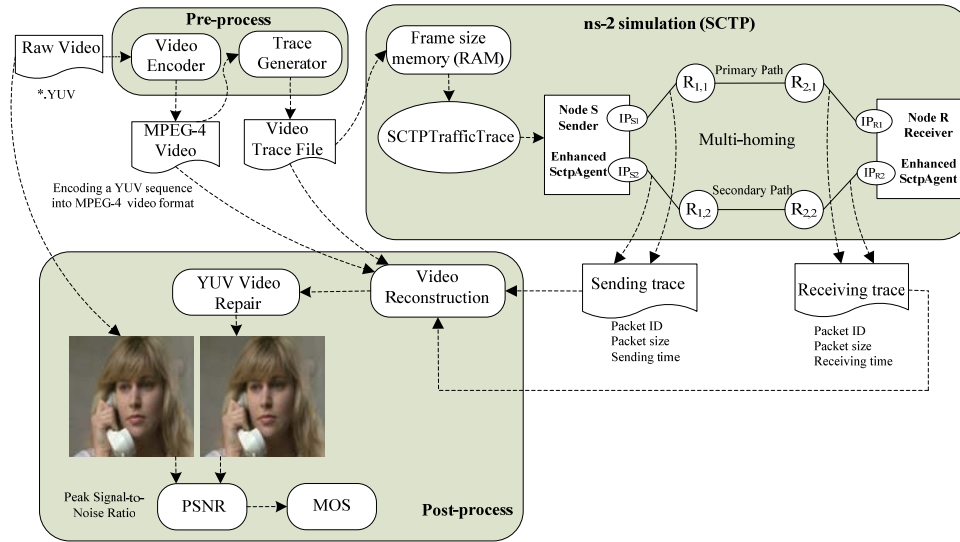 Pre-process
Raw Video
*.YUV
Video
Encoder
Trace
Generator
MPEG-4
Video
Video
Trace File
Encoding a YUV sequence
into MPEG-4 video format
ns-2 simulation (SCTP)
Frame size
memory (RAM)
SCTPTrafficTrace
Node S
Sender
Enhanced
SctpAgent
IPS1
IPS2
R1,1
Primary Path
R2,1
Multi-homing
R1,2
Secondary Path
R2,2
IPR1
IPR2
Node R
Receiver
Enhanced
SctpAgent
Sending trace
Packet ID
Packet size
Sending time
Receiving trace
Packet ID
Packet size
Receiving time
YUV Video
Repair
Video
Reconstruction
Peak Signal-to-
Noise Ratio
PSNR
MOS
Post-process